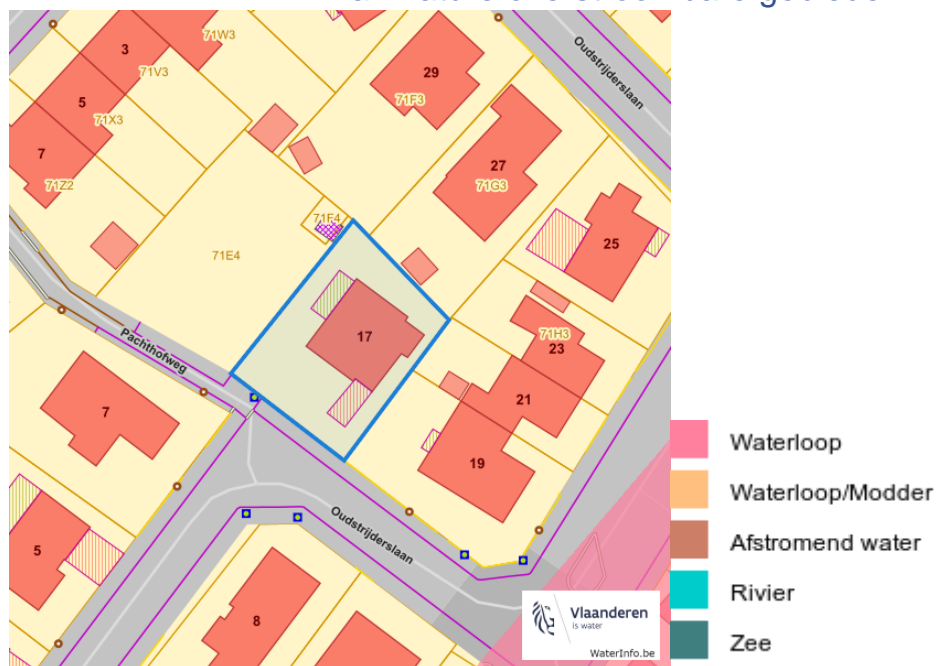 71W3
3
71V3
5
71X3
7
71Z2
29
71F3
Oudstrijderslaan
27
71G3
25
71F4
71E4
17
71H3
23
21
19
Pachthofweg
7
Oudstrijderslaan
5
8
Vlaanderen
is water
WaterInfo.be
Waterloop
Waterloop/Modder
Afstromend water
Rivier
Zee